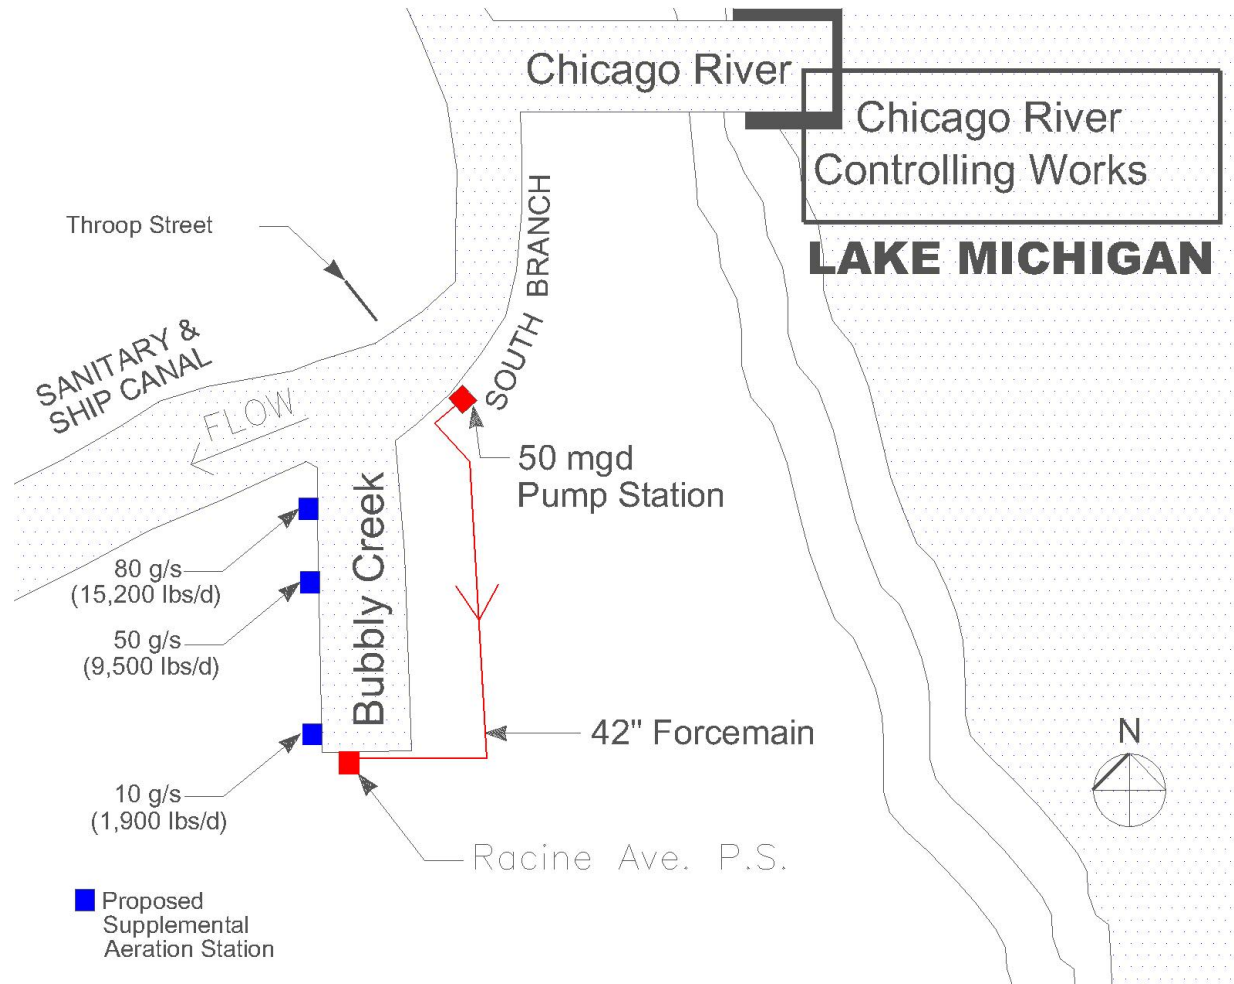 Chicago River
Chicago River
Controlling Works
LAKE MICHIGAN
Throop Street
SOUTH BRANCH
SANITARY &
SHIP CANAL
FLOW
50 mgd
Pump Station
Bubbly Creek
80 g/s
(15,200 lbs/d)
50 g/s
(9,500 lbs/d)
42" Forcemain
N
10 g/s
(1,900 lbs/d)
Racine Ave. P.S.
Proposed
Supplemental
Aeration Station